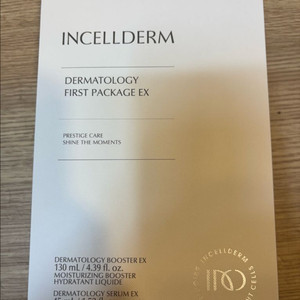 INCELLDERM
DERMATOLOGY
FIRST PACKAGE EX
PRESTIGE CARE
SHINE THE MOMENTS
DERMATOLOGY BOOSTER EX
130 mL / 4.39 fl. oz.
MOISTURIZING BOOSTER
HYDRATANT LIQUIDE
DERMATOLOGY SERUM EX
INCELLDERM